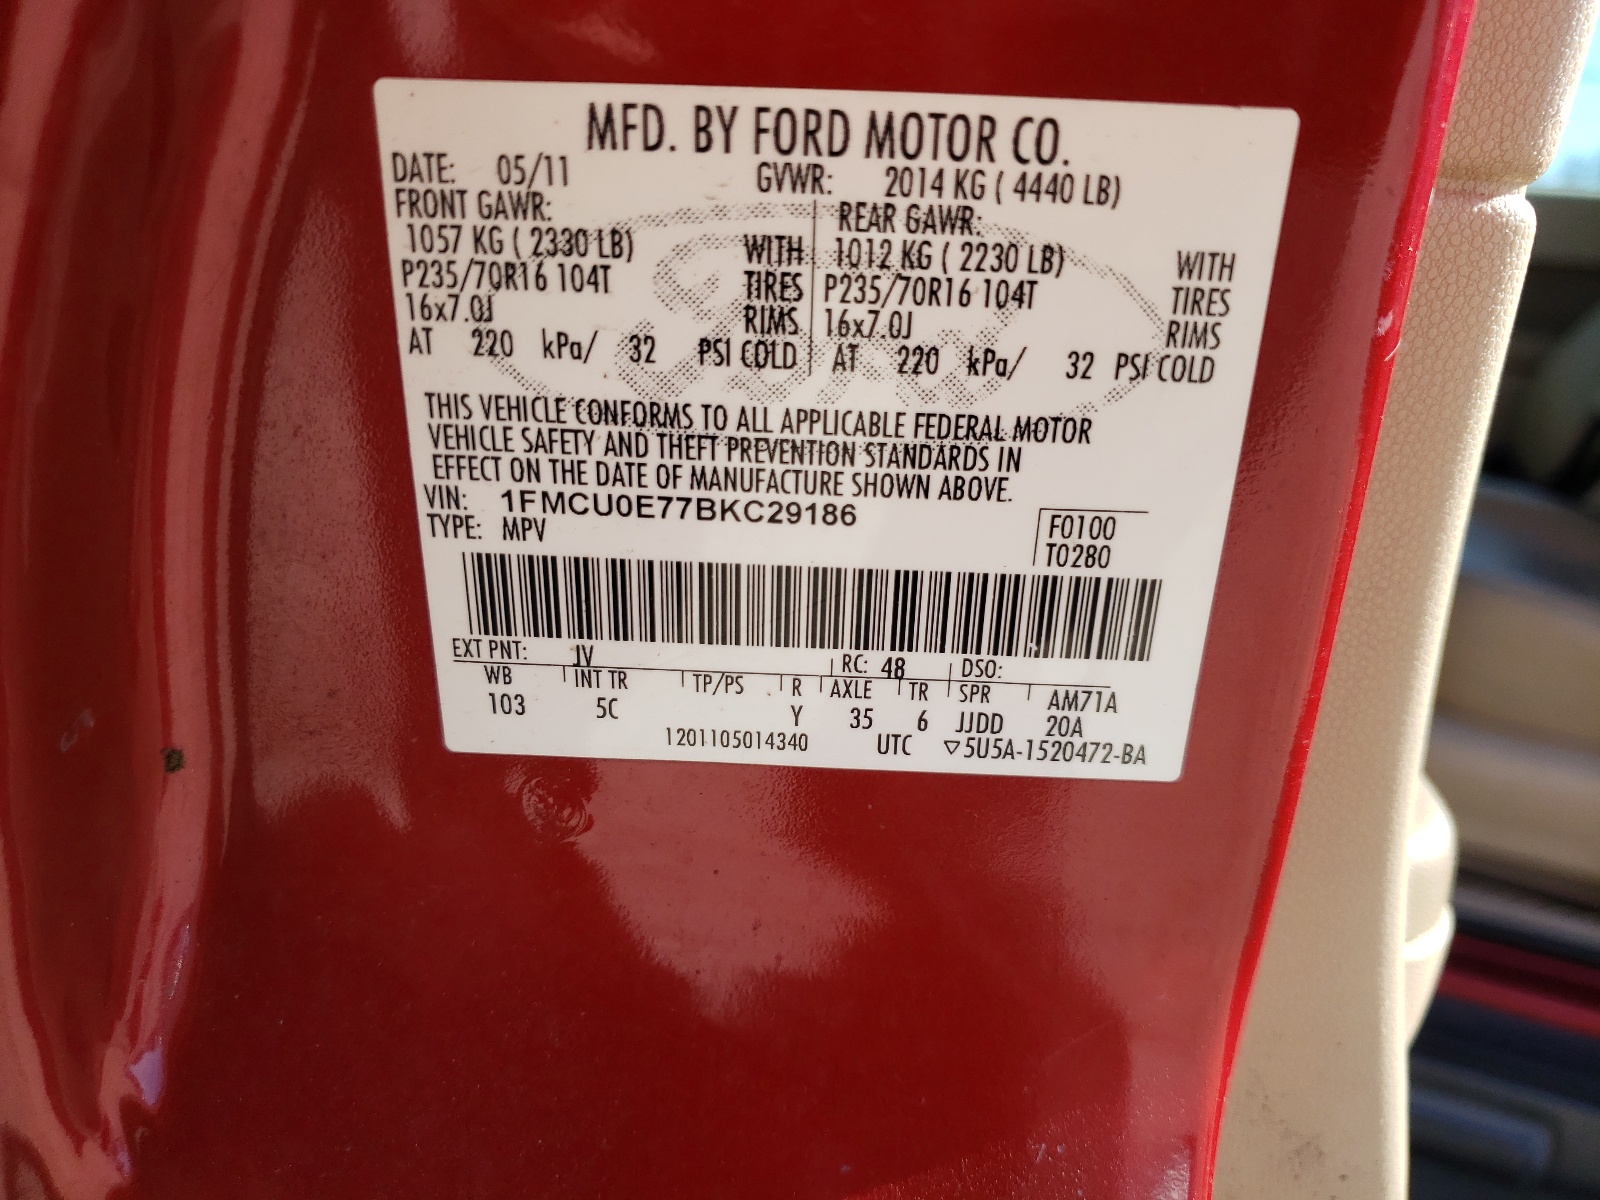 MFD. BY FORD MOTOR CO.
DATE: 05/11 GVWR: 2014 KG ( 4440 LB)
FRONT GAWR: REAR GAWR:
1057 KG ( 2330 LB) WITH 1012 KG ( 2230 LB) WITH
P235/70R16 104T TIRES P235/70R16 104T TIRES
16x7.0J RIMS 16x7.0J RIMS
AT 220 kPa/ 32 PSI COLD AT 220 kPa/ 32 PSI COLD
THIS VEHICLE CONFORMS TO ALL APPLICABLE FEDERAL MOTOR
VEHICLE SAFETY AND THEFT PREVENTION STANDARDS IN
EFFECT ON THE DATE OF MANUFACTURE SHOWN ABOVE.
VIN: 1FMCU0E77BKC29186
TYPE: MPV
F0100
T0280
EXT PNT: JV RC: 48 DSO:
WB INT TR TP/PS R AXLE TR SPR AM71A
103 5C Y 35 6 JJDD 20A
1201105014340 UTC ▽5U5A-1520472-BA